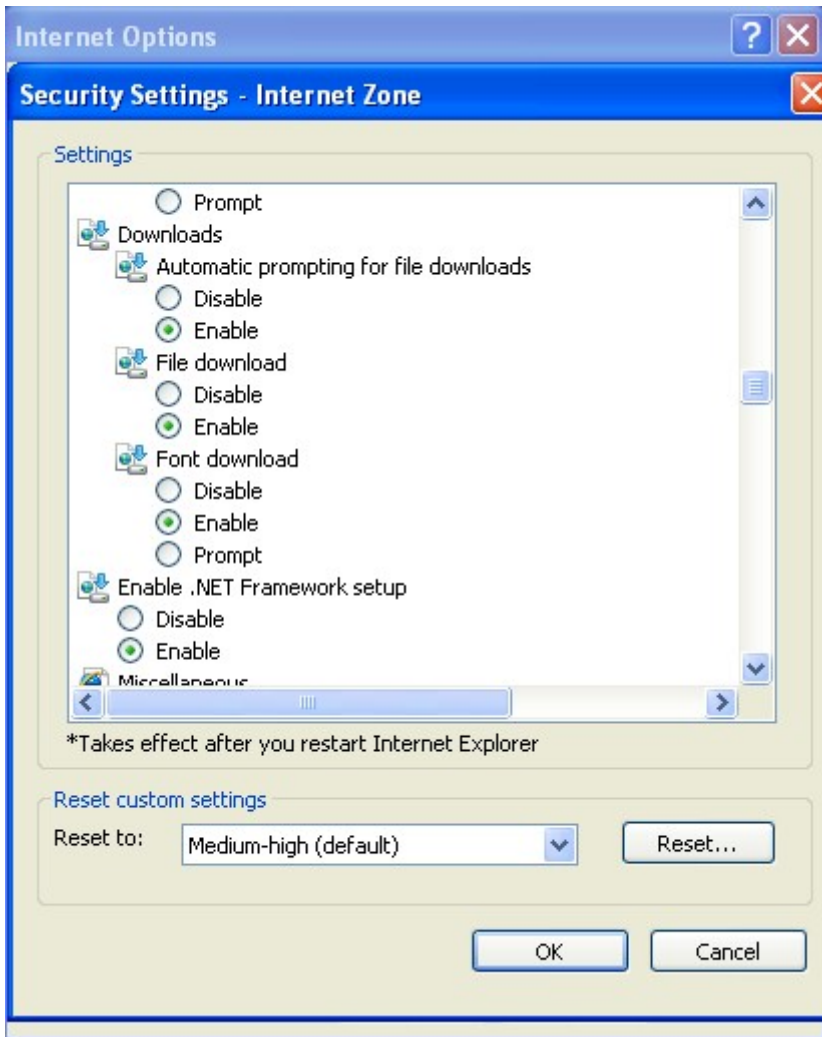 Internet Options
Security Settings - Internet Zone
Settings
Prompt
Downloads
Automatic prompting for file downloads
Disable
Enable
File download
Disable
Enable
Font download
Disable
Enable
Prompt
Enable .NET Framework setup
Disable
Enable
Miscellaneous
*Takes effect after you restart Internet Explorer
Reset custom settings
Reset to:
Medium-high (default)
Reset...
OK
Cancel